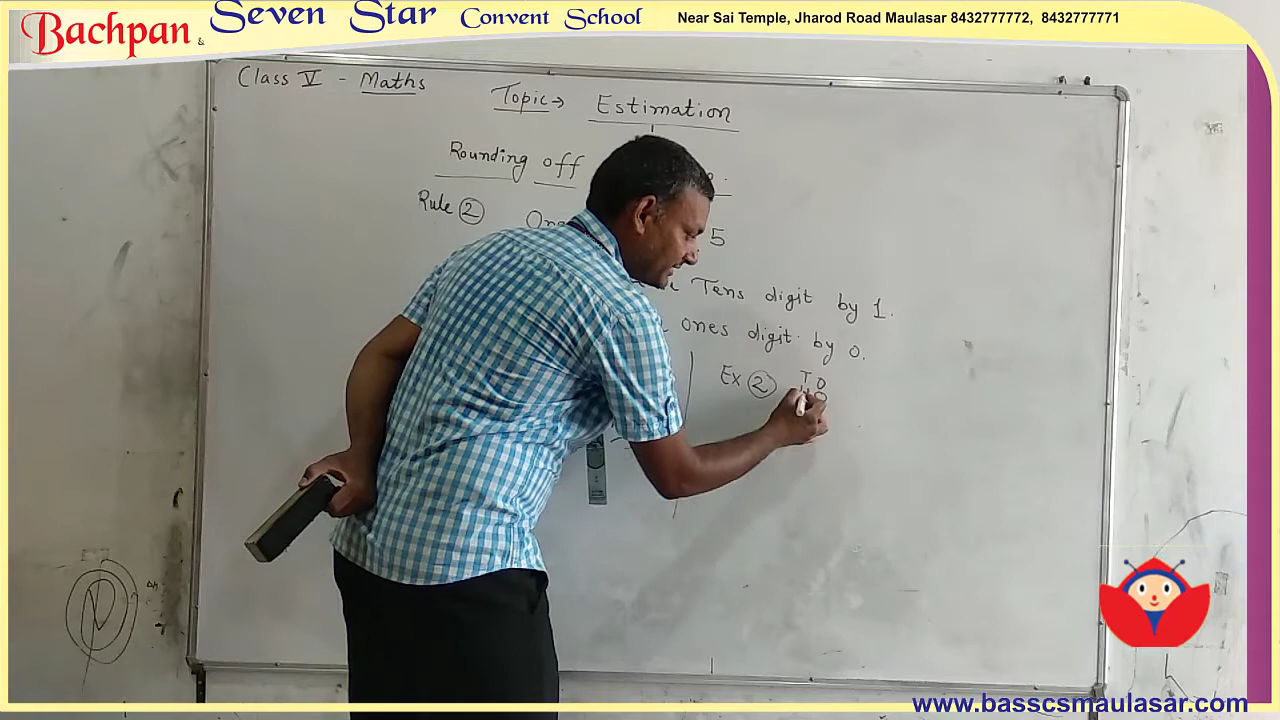 Bachpan & Seven Star Convent School
Near Sai Temple, Jharod Road Maulasar 8432777772, 8432777771
Class V - Maths
Topic → Estimation
Rounding off
Rule 2
5
Tens digit by 1.
ones digit by 0.
Ex 2 T O
www.basscsmaulasar.com